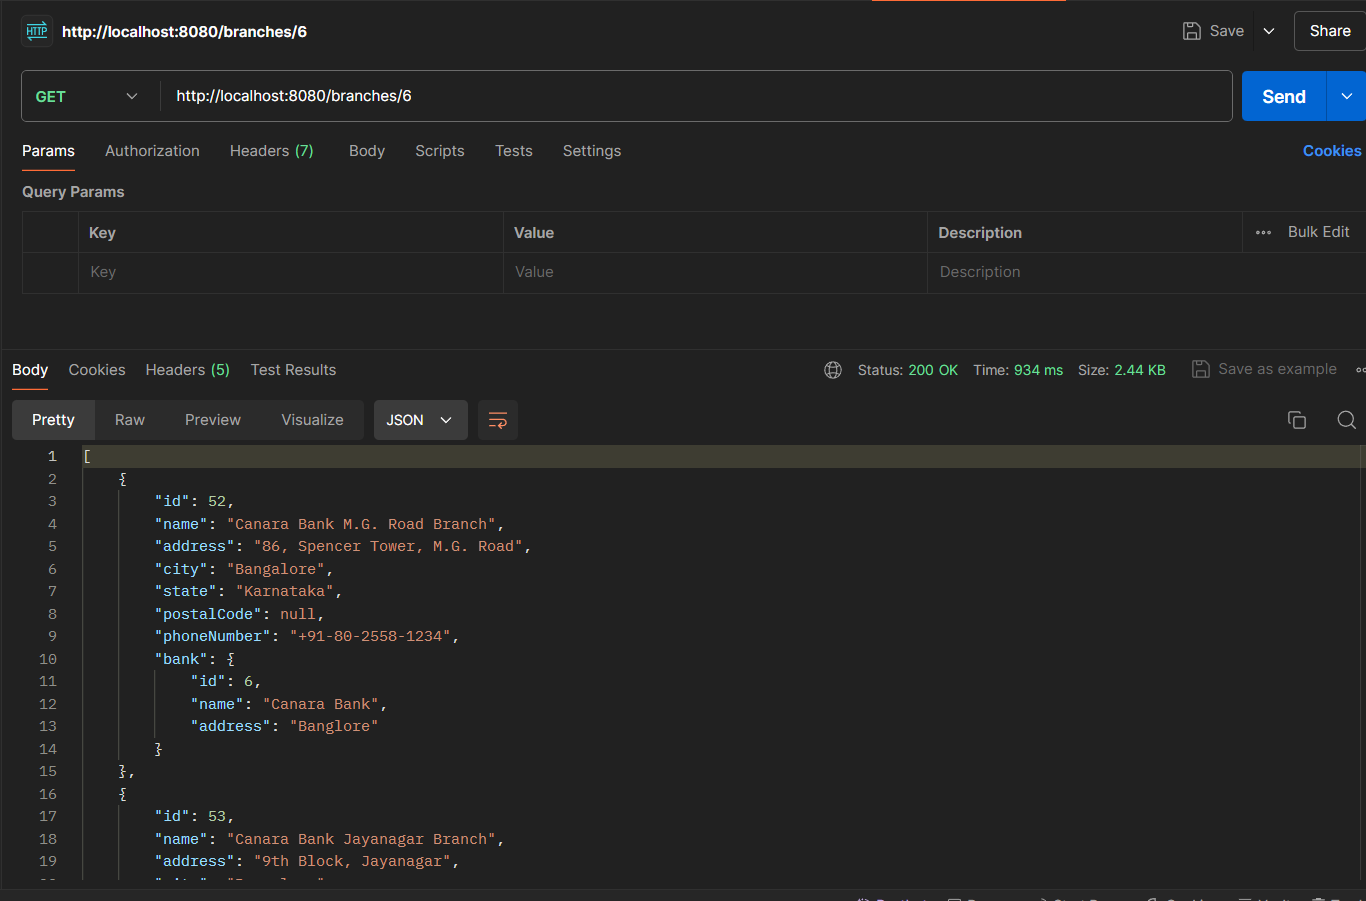 HTTP http://localhost:8080/branches/6 Save Share
GET http://localhost:8080/branches/6 Send
Params Authorization Headers (7) Body Scripts Tests Settings Cookies
Query Params
Key Value Description Bulk Edit
Key Value Description
Body Cookies Headers (5) Test Results Status: 200 OK Time: 934 ms Size: 2.44 KB Save as example
Pretty Raw Preview Visualize JSON
1 [
2 {
3 "id": 52,
4 "name": "Canara Bank M.G. Road Branch",
5 "address": "86, Spencer Tower, M.G. Road",
6 "city": "Bangalore",
7 "state": "Karnataka",
8 "postalCode": null,
9 "phoneNumber": "+91-80-2558-1234",
10 "bank": {
11 "id": 6,
12 "name": "Canara Bank",
13 "address": "Banglore"
14 }
15 },
16 {
17 "id": 53,
18 "name": "Canara Bank Jayanagar Branch",
19 "address": "9th Block, Jayanagar",